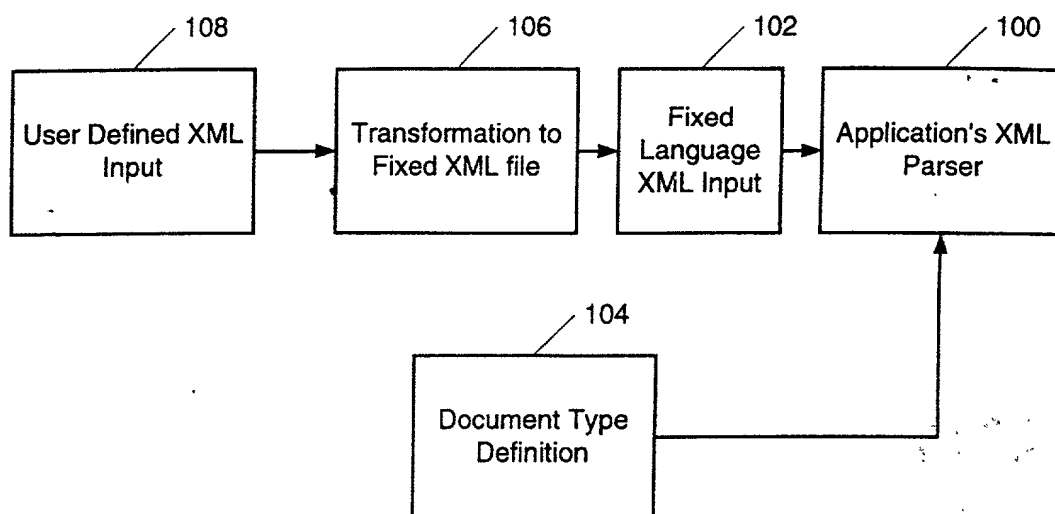 108
106
102
100
User Defined XML
Input
Transformation to
Fixed XML file
Fixed
Language
XML Input
Application's XML
Parser
104
Document Type
Definition